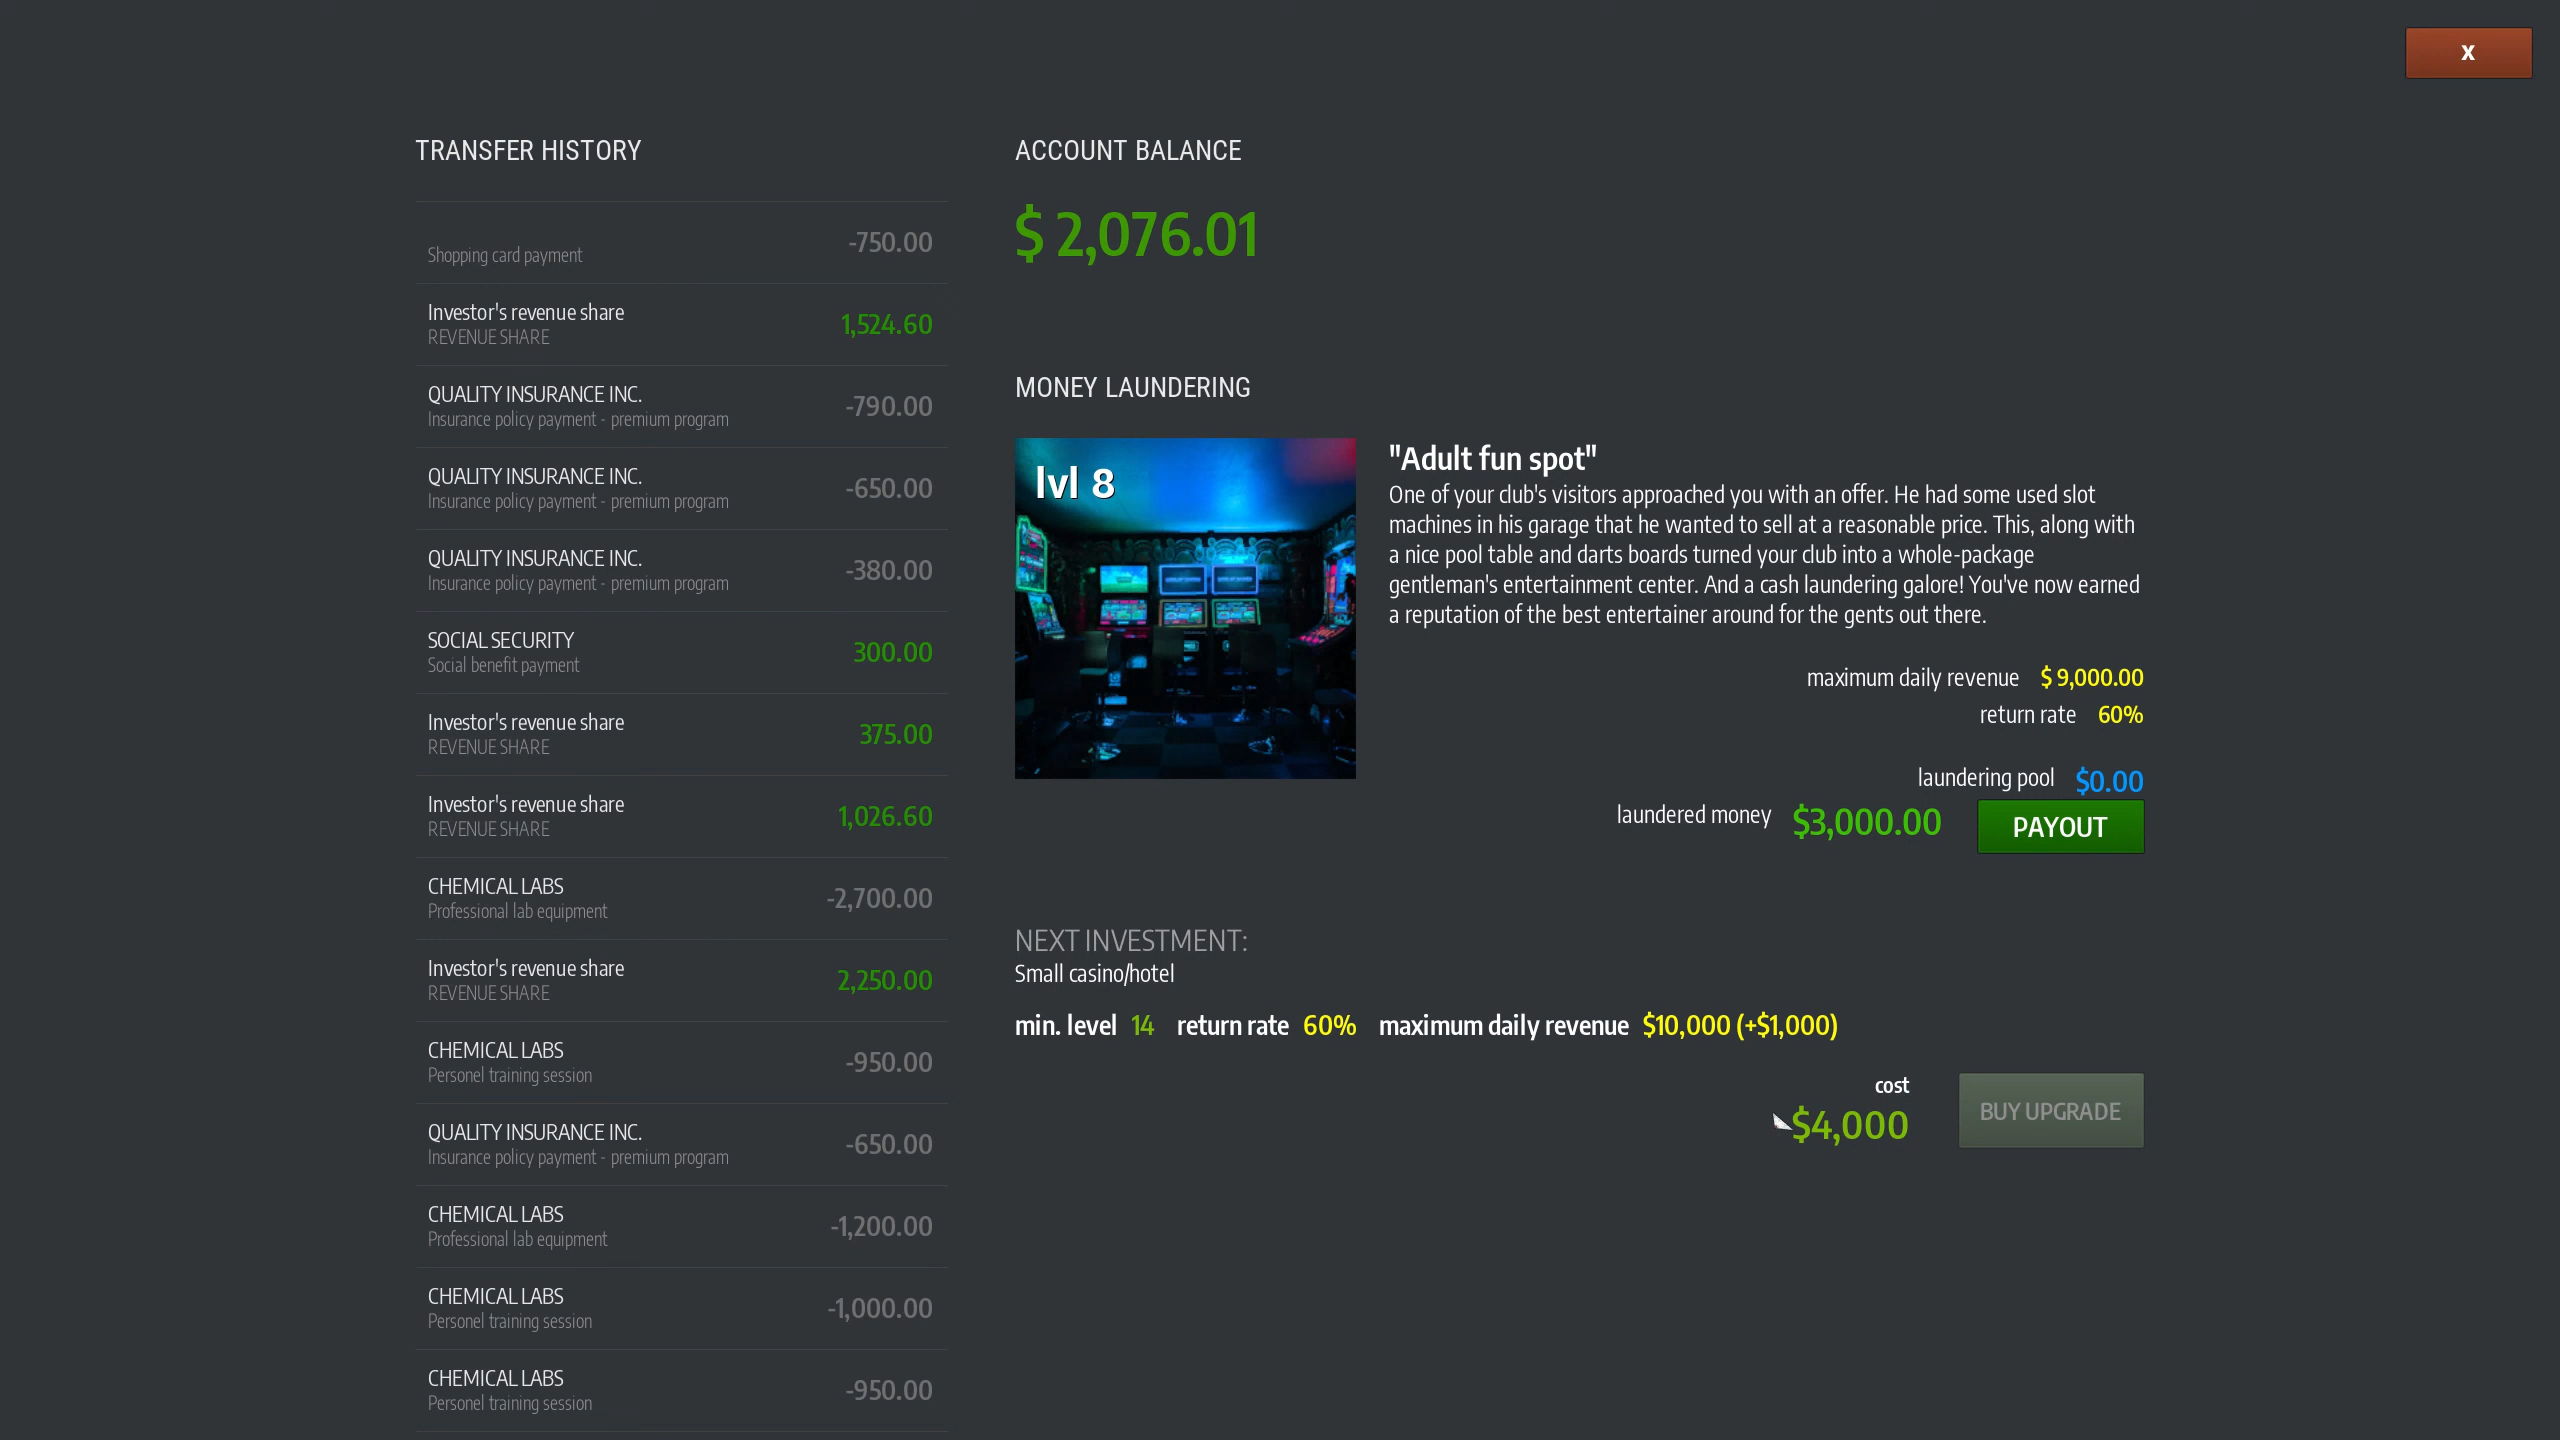 X
TRANSFER HISTORY
-750.00
Shopping card payment
Investor's revenue share
1,524.60
REVENUE SHARE
QUALITY INSURANCE INC.
-790.00
Insurance policy payment - premium program
QUALITY INSURANCE INC.
-650.00
Insurance policy payment - premium program
QUALITY INSURANCE INC.
-380.00
Insurance policy payment - premium program
SOCIAL SECURITY
300.00
Social benefit payment
Investor's revenue share
375.00
REVENUE SHARE
Investor's revenue share
1,026.60
REVENUE SHARE
CHEMICAL LABS
-2,700.00
Professional lab equipment
Investor's revenue share
2,250.00
REVENUE SHARE
CHEMICAL LABS
-950.00
Personel training session
QUALITY INSURANCE INC.
-650.00
Insurance policy payment - premium program
CHEMICAL LABS
-1,200.00
Professional lab equipment
CHEMICAL LABS
-1,000.00
Personel training session
CHEMICAL LABS
-950.00
Personel training session
ACCOUNT BALANCE
$ 2,076.01
MONEY LAUNDERING
lvl 8
"Adult fun spot"
One of your club's visitors approached you with an offer. He had some used slot
machines in his garage that he wanted to sell at a reasonable price. This, along with
a nice pool table and darts boards turned your club into a whole-package
gentleman's entertainment center. And a cash laundering galore! You've now earned
a reputation of the best entertainer around for the gents out there.
maximum daily revenue $ 9,000.00
return rate 60%
laundering pool $0.00
laundered money $3,000.00 PAYOUT
NEXT INVESTMENT:
Small casino/hotel
min. level 14 return rate 60% maximum daily revenue $10,000 (+$1,000)
cost
$4,000
BUY UPGRADE